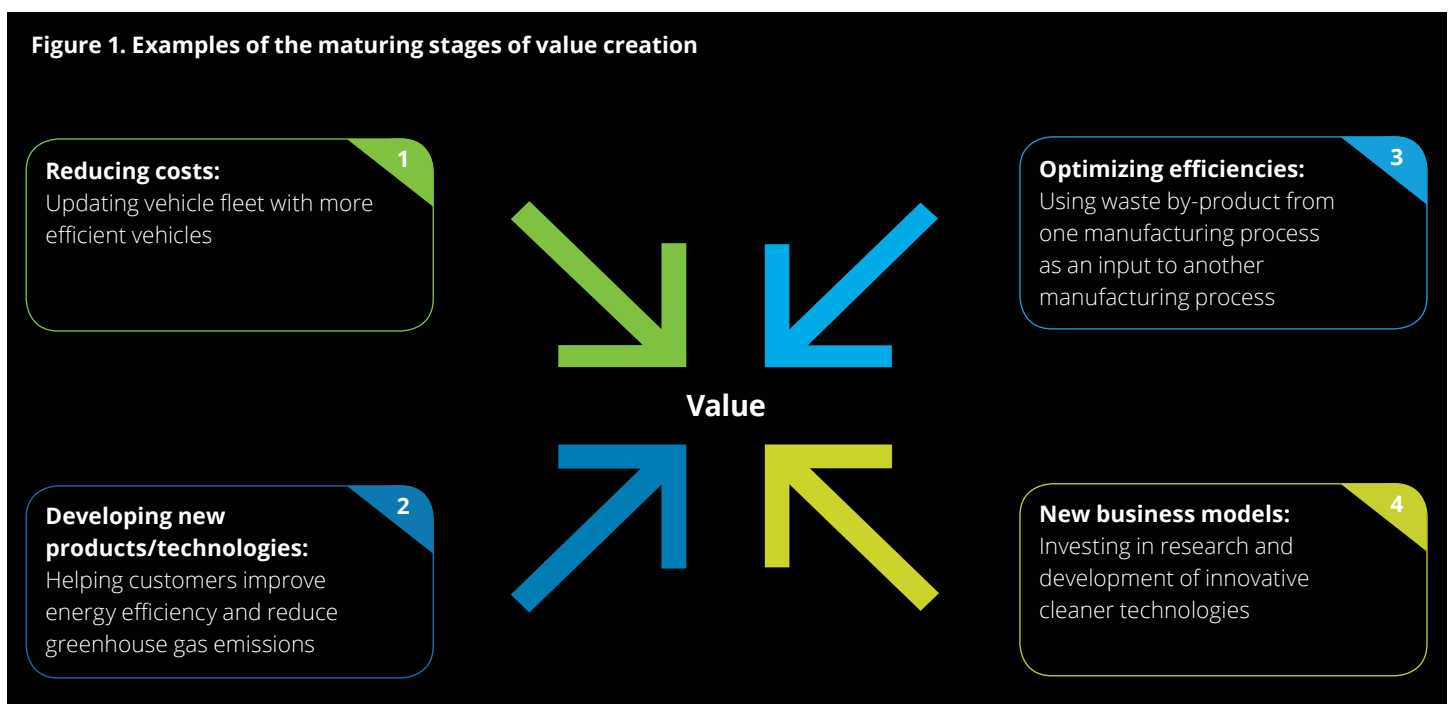 Figure 1. Examples of the maturing stages of value creation
1
Reducing costs:
Updating vehicle fleet with more
efficient vehicles
2
Developing new
products/technologies:
Helping customers improve
energy efficiency and reduce
greenhouse gas emissions
Value
3
Optimizing efficiencies:
Using waste by-product from
one manufacturing process
as an input to another
manufacturing process
4
New business models:
Investing in research and
development of innovative
cleaner technologies